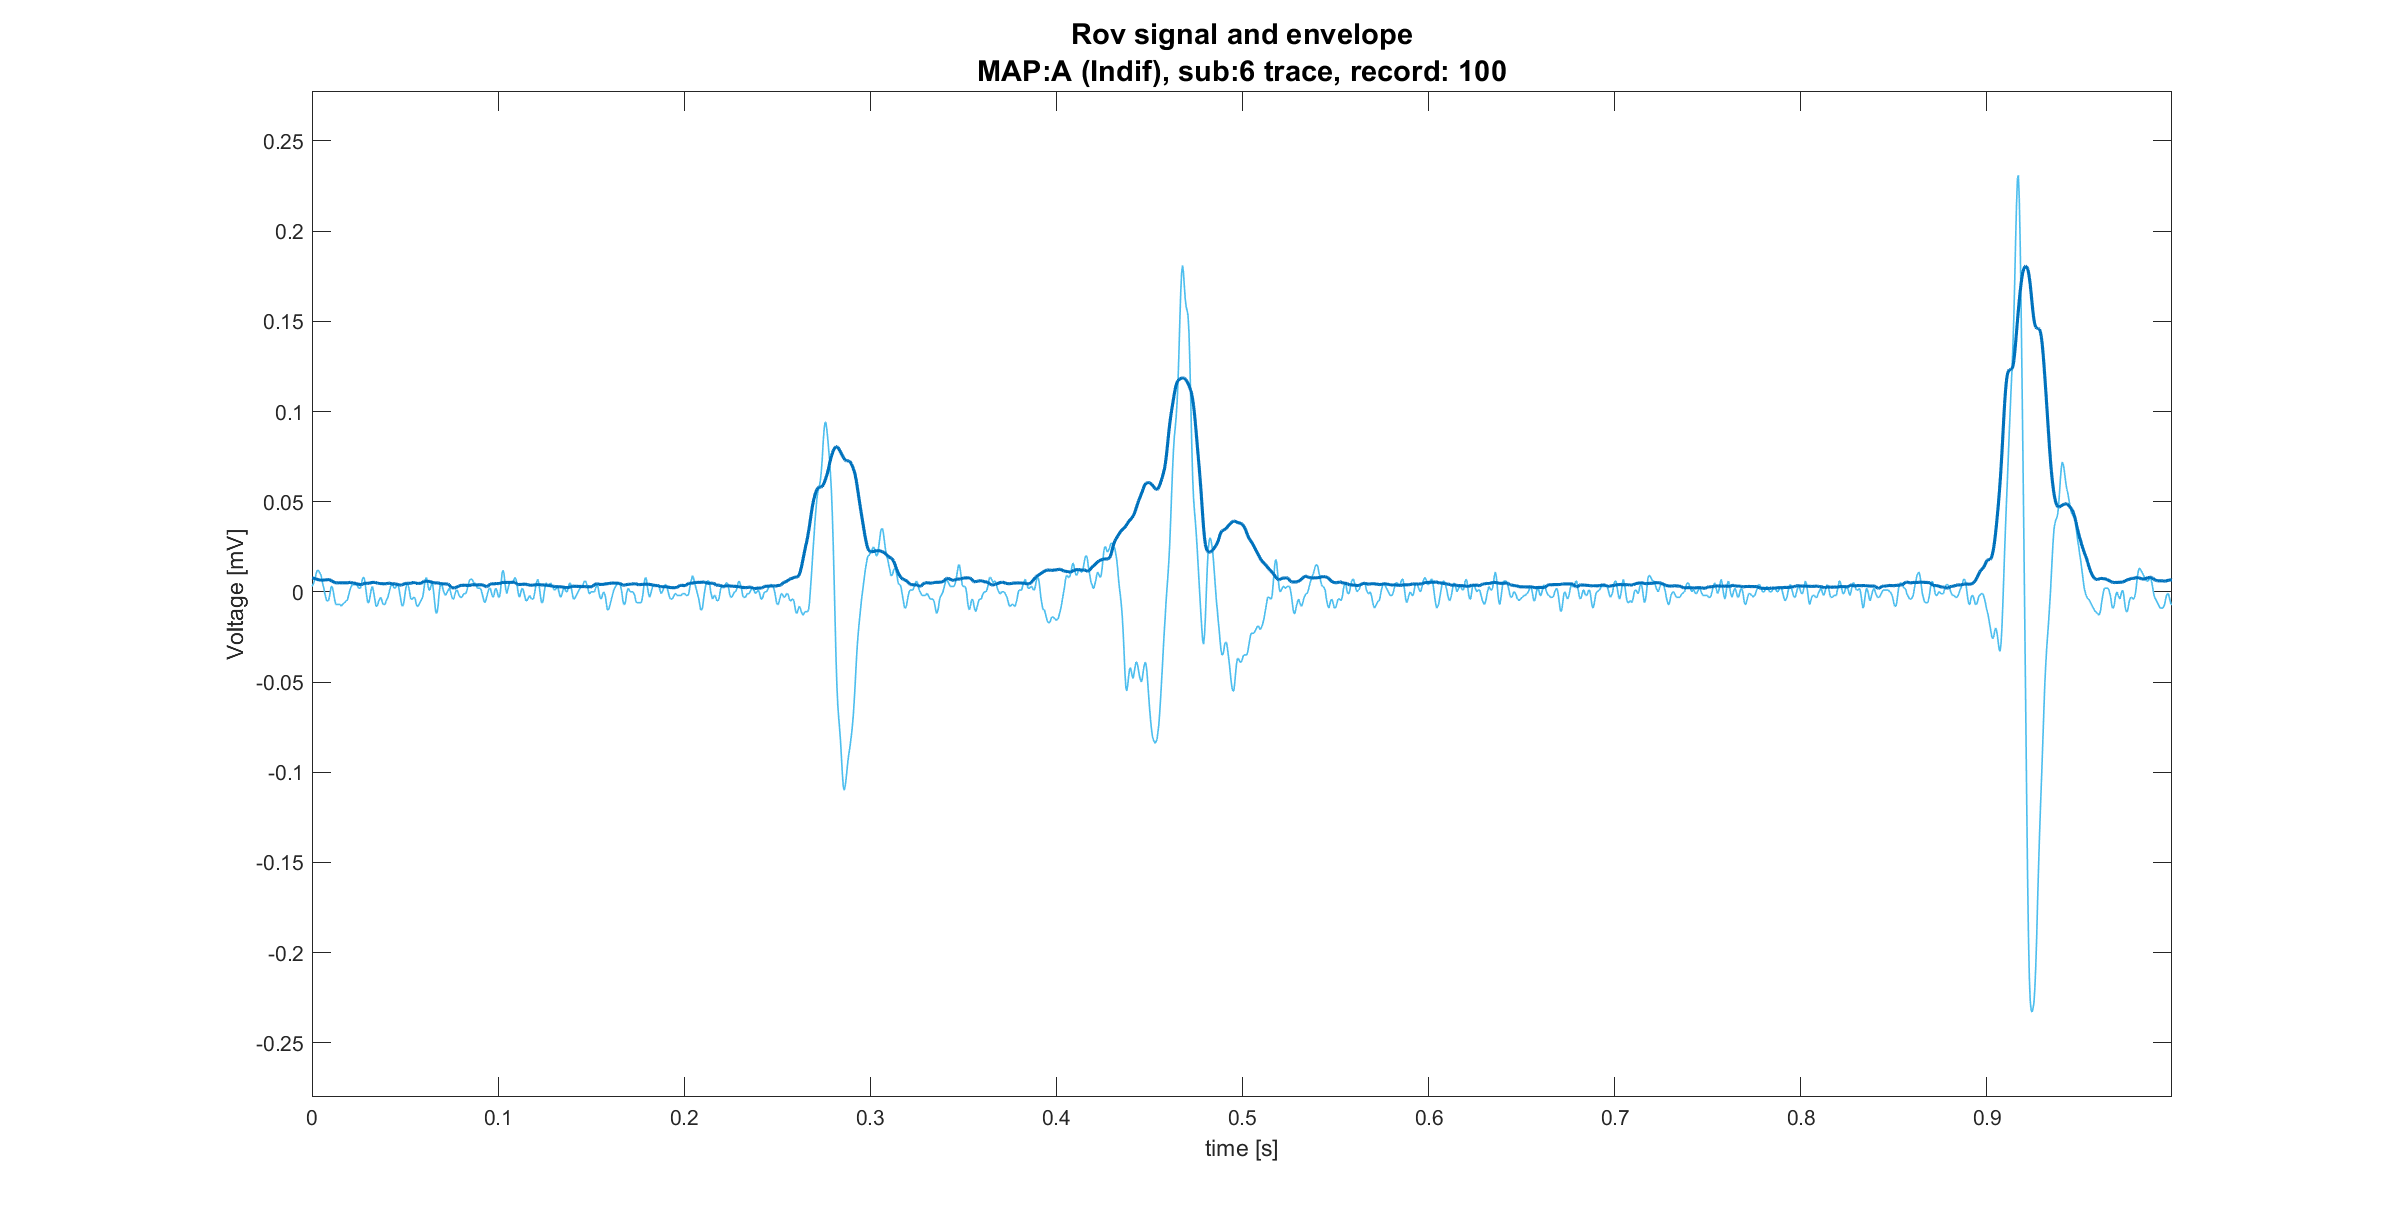 Rov signal and envelope
MAP:A (Indif), sub:6 trace, record: 100
0.25
0.2
0.15
0.1
0.05
0
-0.05
-0.1
-0.15
-0.2
-0.25
Voltage [mV]
0 0.1 0.2 0.3 0.4 0.5 0.6 0.7 0.8 0.9
time [s]